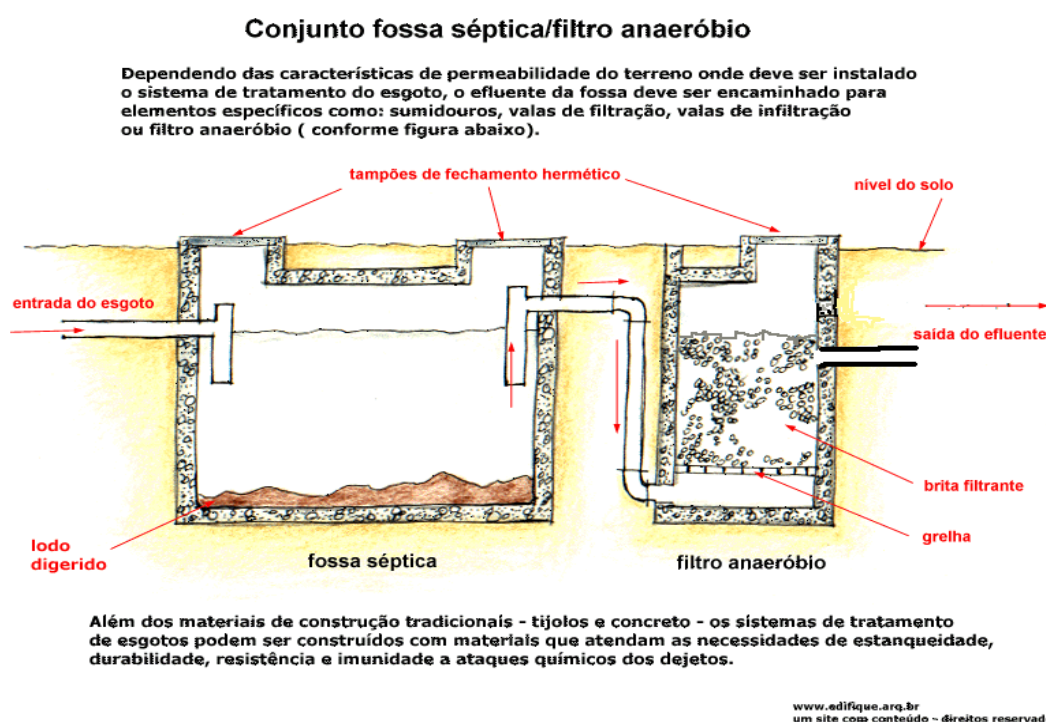 Conjunto fossa séptica/filtro anaeróbio
Dependendo das características de permeabilidade do terreno onde deve ser instalado
o sistema de tratamento do esgoto, o efluente da fossa deve ser encaminhado para
elementos específicos como: sumidouros, valas de filtração, valas de infiltração
ou filtro anaeróbio ( conforme figura abaixo).
tampões de fechamento hermético
nível do solo
entrada do esgoto
saída do efluente
brita filtrante
grelha
lodo
digerido
fossa séptica
filtro anaeróbio
Além dos materiais de construção tradicionais - tijolos e concreto - os sistemas de tratamento
de esgotos podem ser construídos com materiais que atendam as necessidades de estanqueidade,
durabilidade, resistência e imunidade a ataques químicos dos dejetos.
www.edifique.arq.br
um site com conteúdo - direitos reservad